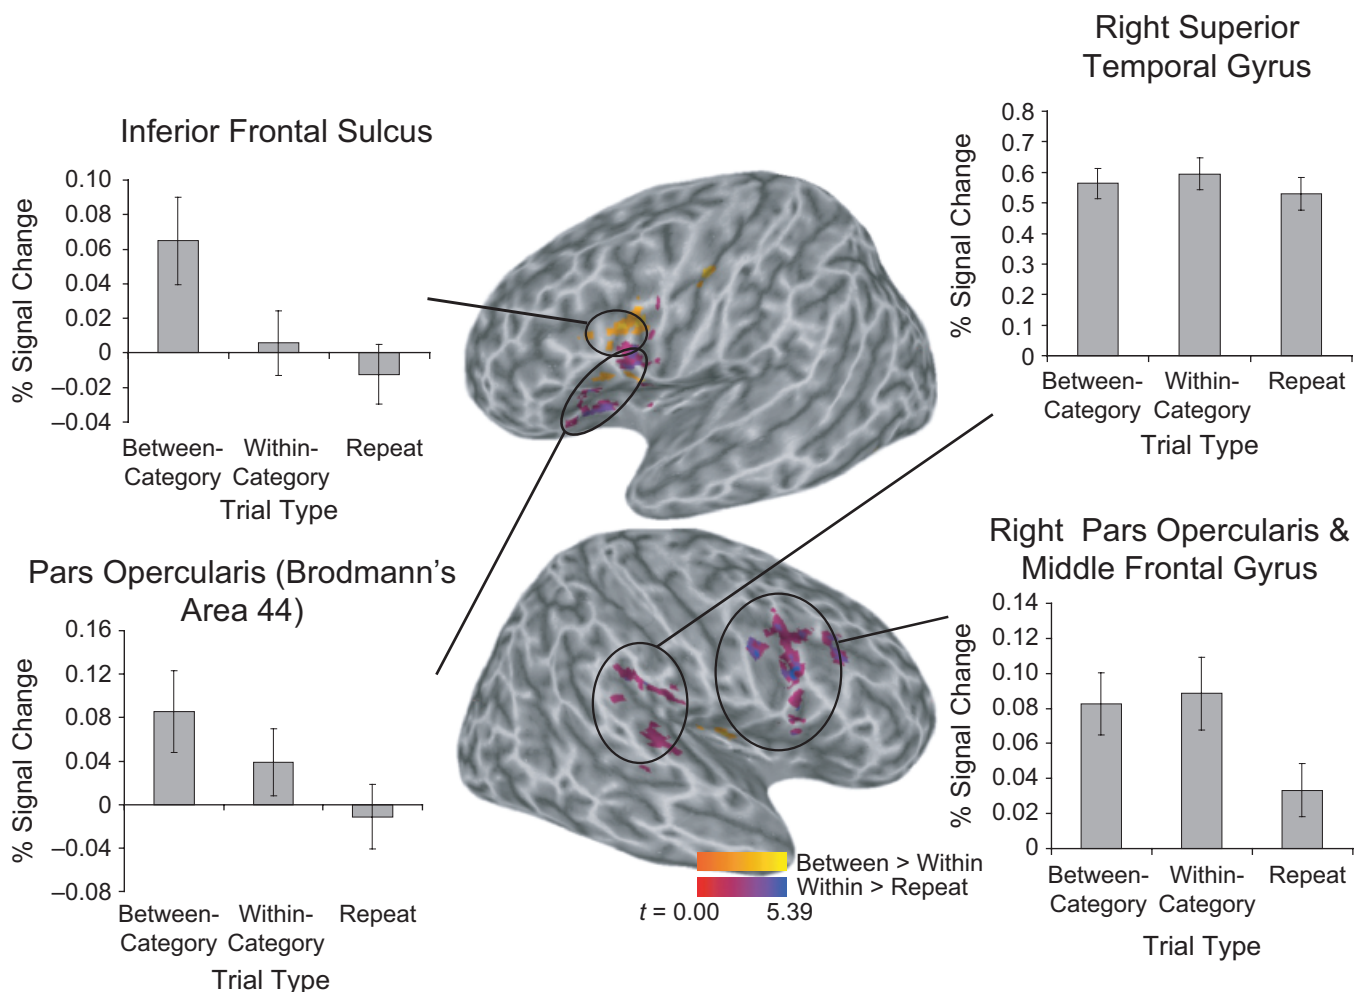 Inferior Frontal Sulcus
% Signal Change
0.10
0.08
0.06
0.04
0.02
0
–0.02
–0.04
Between- Within- Repeat
Category Category
Trial Type
Pars Opercularis (Brodmann’s
Area 44)
% Signal Change
0.16
0.12
0.08
0.04
0
–0.04
–0.08
Between- Within- Repeat
Category Category
Trial Type
Right Superior
Temporal Gyrus
% Signal Change
0.8
0.7
0.6
0.5
0.4
0.3
0.2
0.1
0
Between- Within- Repeat
Category Category
Trial Type
Right Pars Opercularis &
Middle Frontal Gyrus
% Signal Change
0.14
0.12
0.10
0.08
0.06
0.04
0.02
0
Between- Within- Repeat
Category Category
Trial Type
Between > Within
Within > Repeat
t = 0.00 5.39